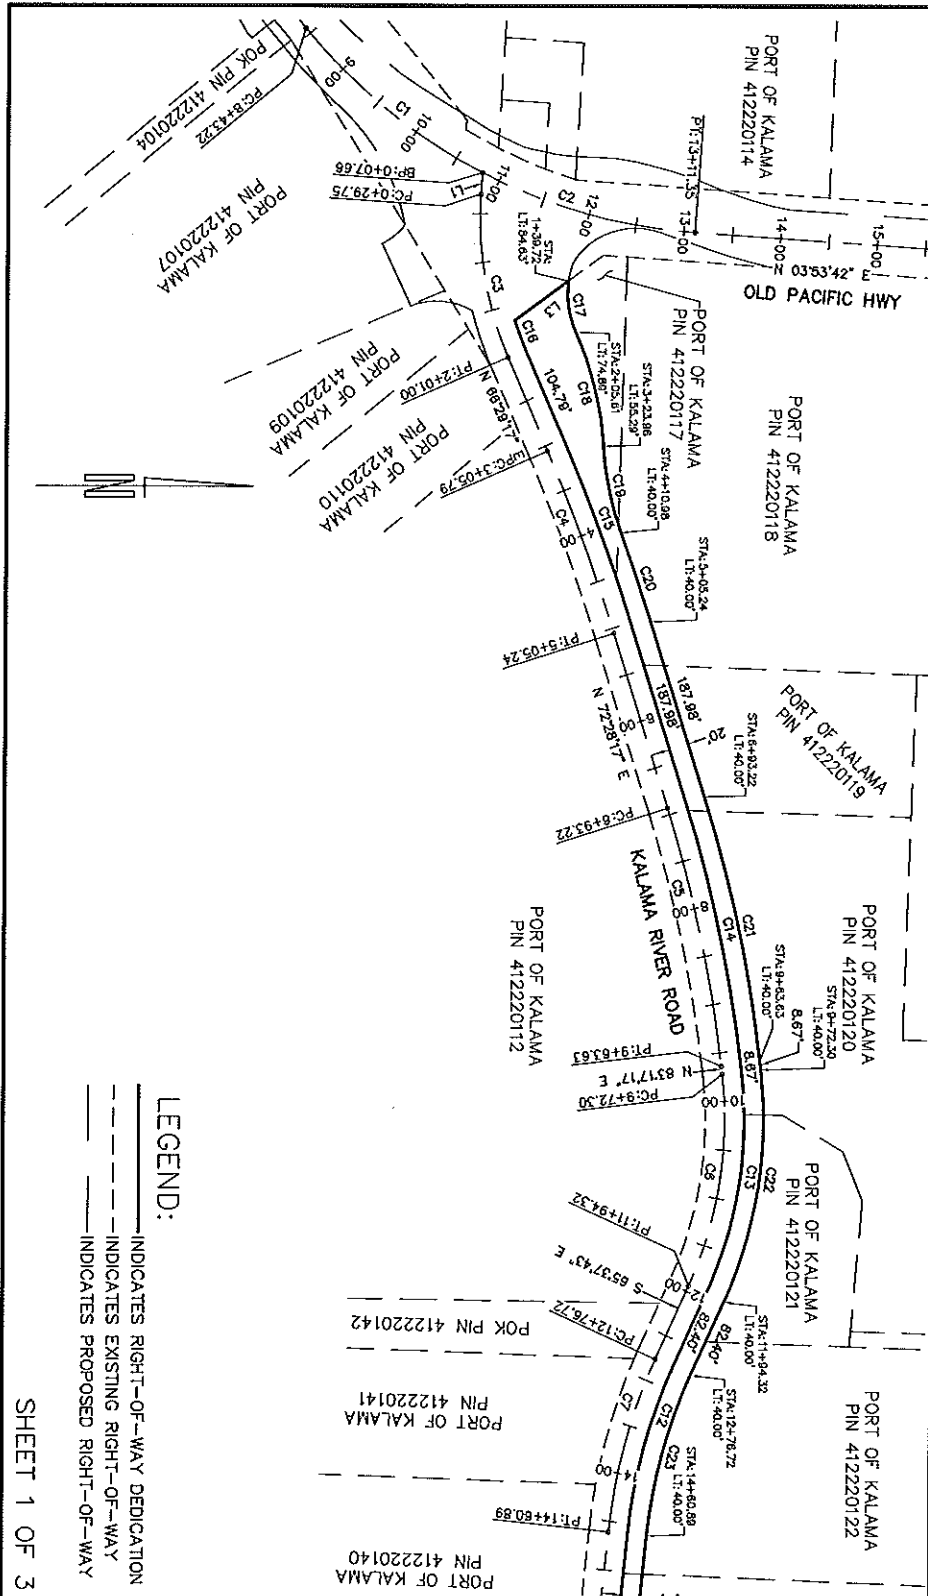 PORT OF KALAMA
PIN 412220114
PT:13+11.35
15+00
14+00
13+00
12+00
11+00
10+00
9+00
C1
C2
N 03°53'42" E
OLD PACIFIC HWY
POK PIN 412220104
PC:8+43.22
PORT OF KALAMA
PIN 412220107
BP:0+07.66
PC:0+29.75
L1
C3
STA:
1+39.72
LT:84.63'
L3
C16
C17
PORT OF KALAMA
PIN 412220117
STA:2+05.61
LT:74.80'
C18
STA:3+23.96
LT:55.29'
C19
STA:4+10.98
LT:40.00'
104.79'
PT:2+01.00
N 66°29'17"
PORT OF KALAMA
PIN 412220109
PORT OF KALAMA
PIN 412220110
PC:3+05.79
C4
4+00
C15
C20
PORT OF KALAMA
PIN 412220118
STA:5+05.24
LT:40.00'
PT:5+05.24
N
187.98'
187.98'
20'
6+00
N 72°28'17" E
PORT OF KALAMA
PIN 412220119
STA:6+93.22
LT:40.00'
PC:6+93.22
C5
8+00
KALAMA RIVER ROAD
C14
C21
PORT OF KALAMA
PIN 412220112
PORT OF KALAMA
PIN 412220120
STA:9+63.63
LT:40.00'
8.67'
STA:9+72.30
LT:40.00'
8.67'
PT:9+63.63
N 83°17'17" E
PC:9+72.30
10+00
C6
C13
C22
PORT OF KALAMA
PIN 412220121
PT:11+94.32
S 65°37'43" E
12+00
PC:12+76.72
82.40'
82.40'
STA:11+94.32
LT:40.00'
STA:12+76.72
LT:40.00'
POK PIN 412220142
PORT OF KALAMA
PIN 412220141
C7
C12
C23
14+00
STA:14+60.89
LT:40.00'
PT:14+60.89
PORT OF KALAMA
PIN 412220122
PORT OF KALAMA
PIN 412220140
LEGEND:
INDICATES RIGHT-OF-WAY DEDICATION
INDICATES EXISTING RIGHT-OF-WAY
INDICATES PROPOSED RIGHT-OF-WAY
SHEET 1 OF 3